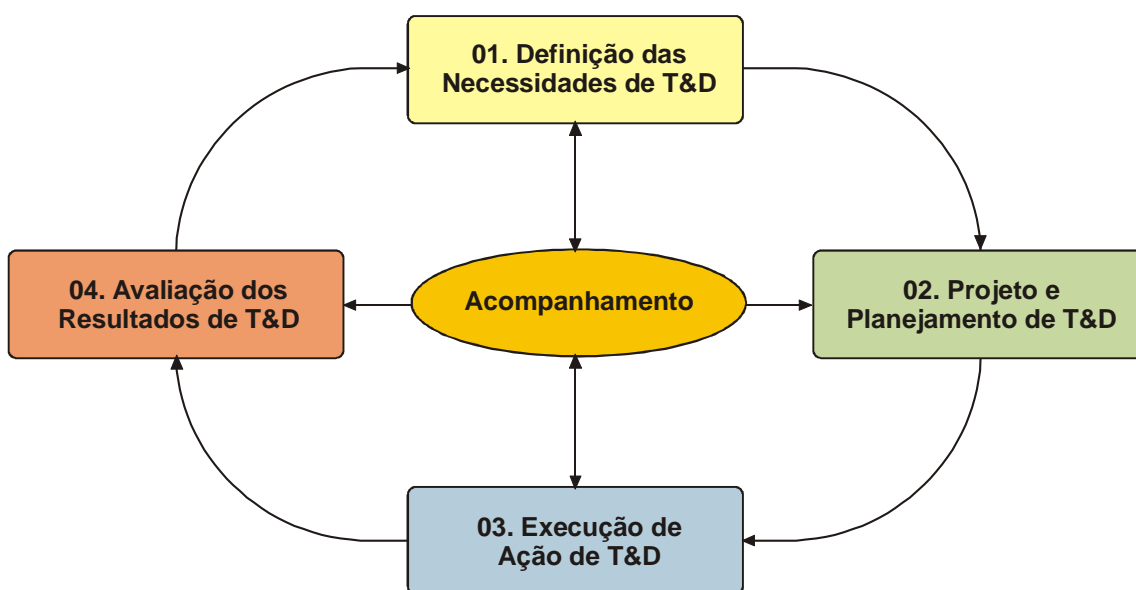 01. Definição das
Necessidades de T&D
04. Avaliação dos
Resultados de T&D
Acompanhamento
02. Projeto e
Planejamento de T&D
03. Execução de
Ação de T&D